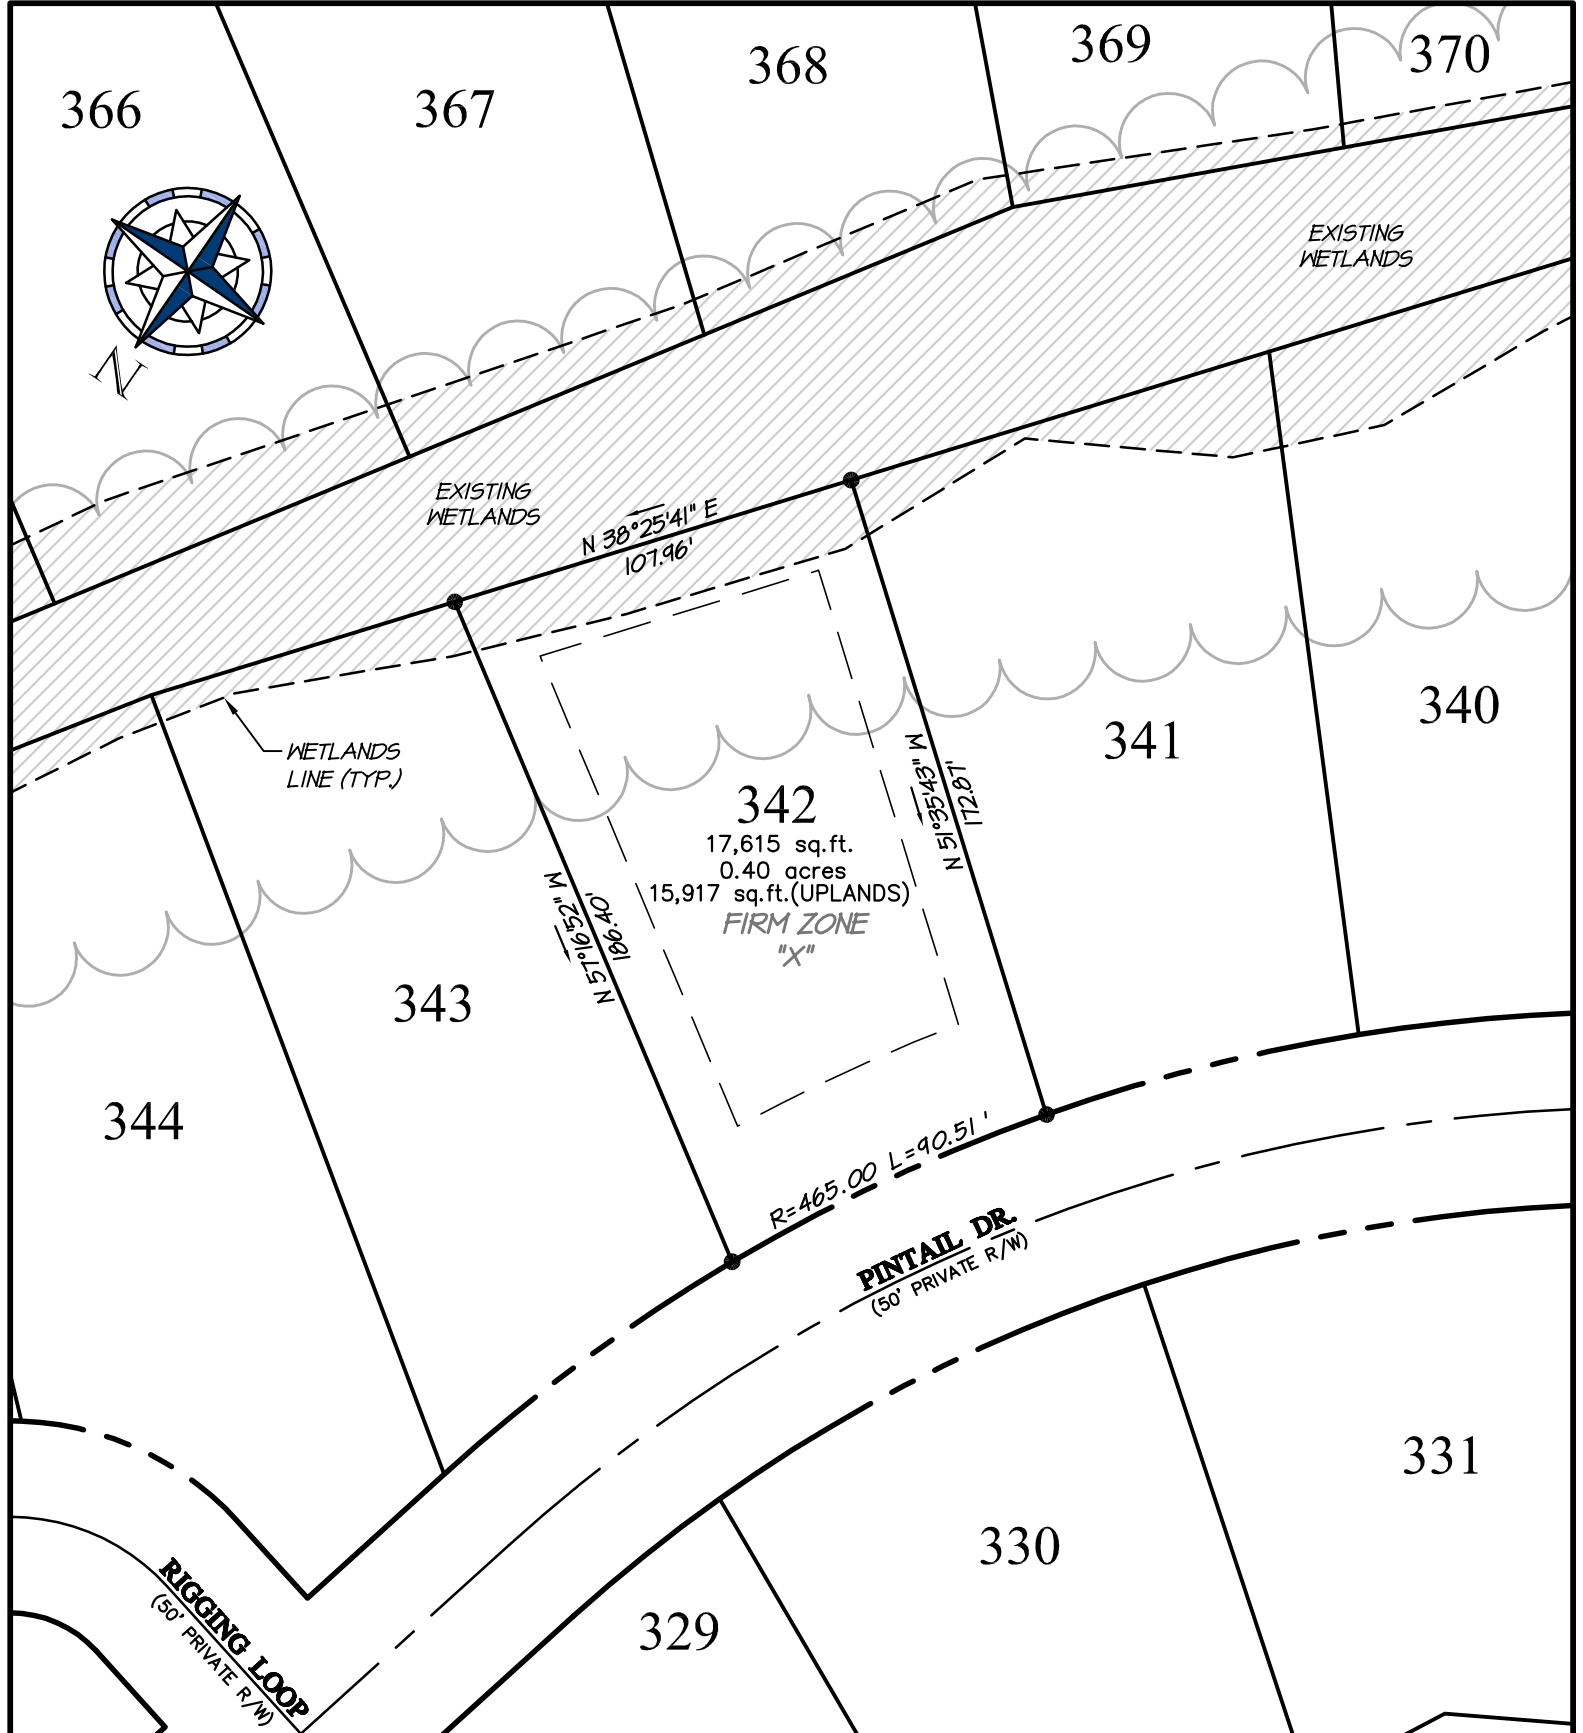 366
367
368
369
370
N
EXISTING
WETLANDS
EXISTING
WETLANDS
N 38°25'41" E
107.96'
WETLANDS
LINE (TYP.)
342
17,615 sq.ft.
0.40 acres
15,917 sq.ft.(UPLANDS)
FIRM ZONE
"X"
N 57°16'52" W
186.40'
N 51°35'43" W
172.87'
341
340
343
344
R=465.00 L=90.51 '
PINTAIL DR.
(50' PRIVATE R/W)
331
330
329
RIGGING LOOP
(50' PRIVATE R/W)